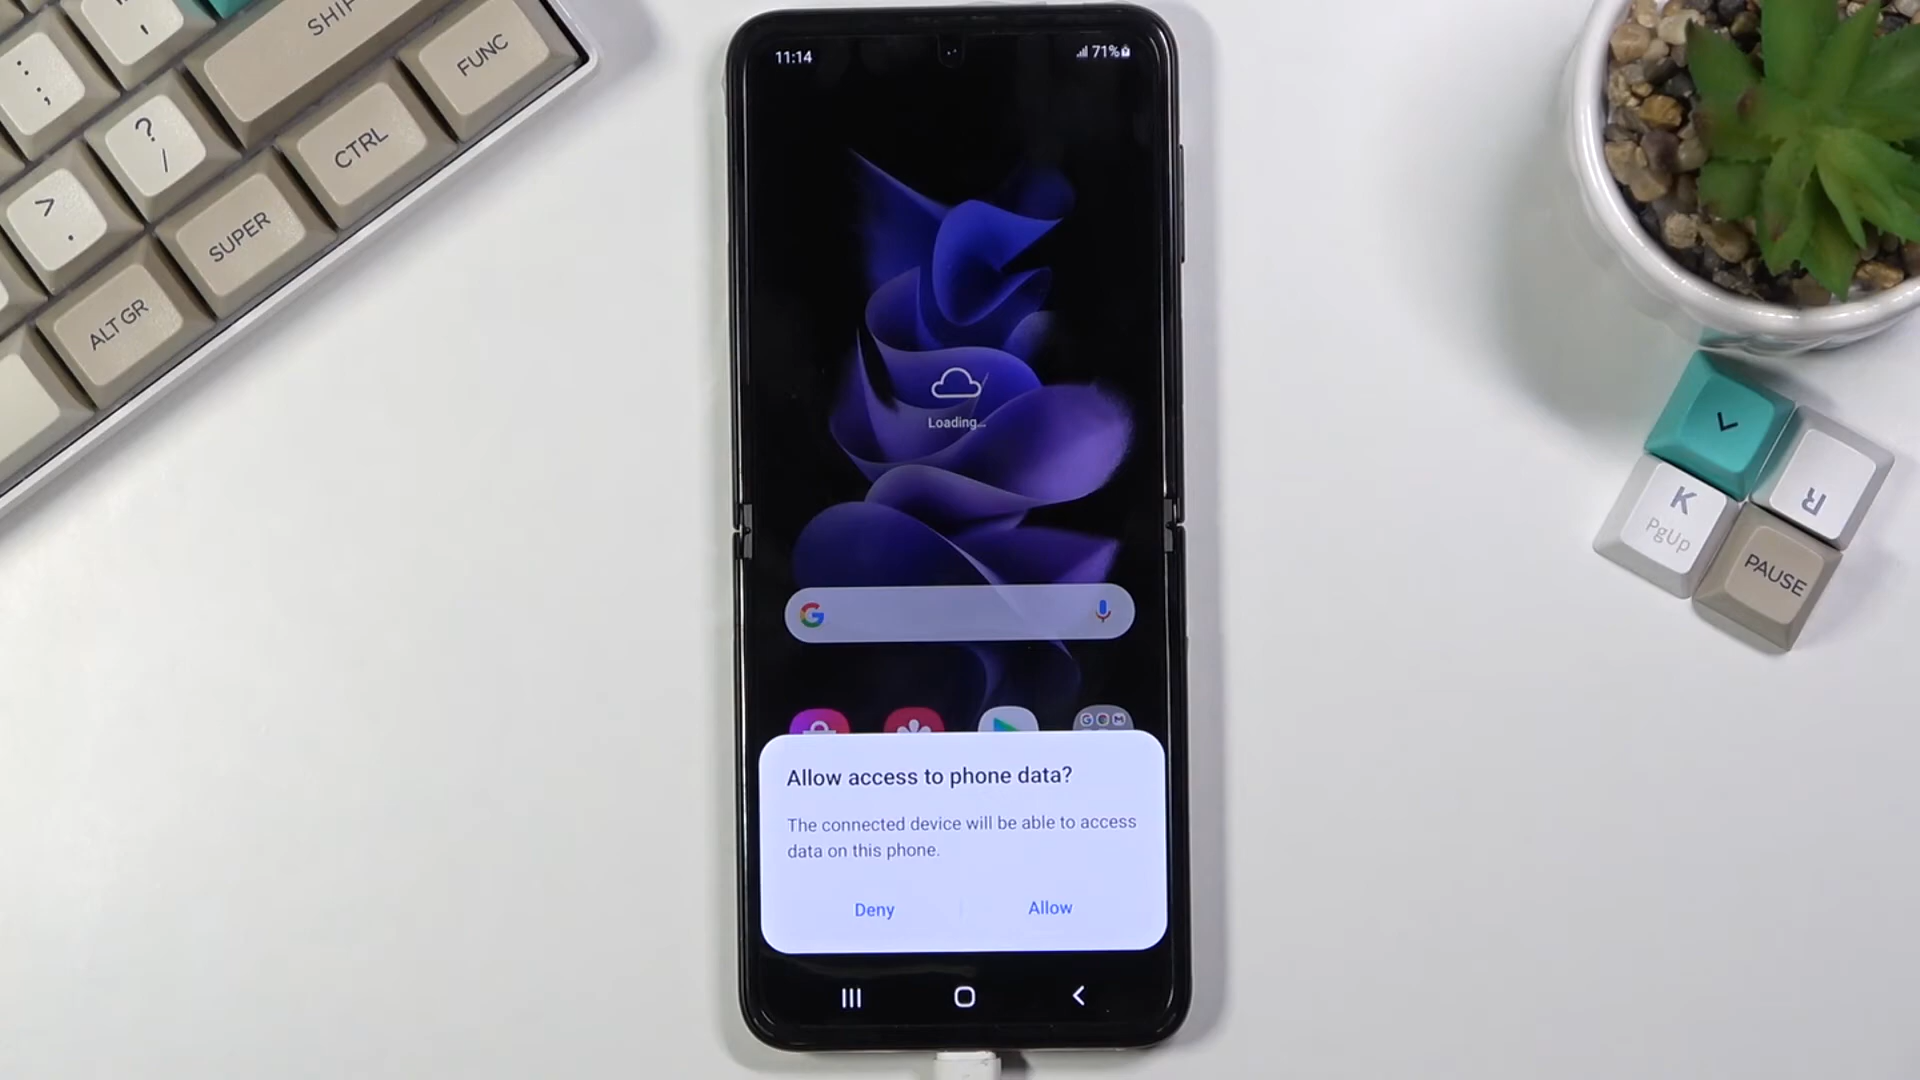 11:14
71%
Loading...
G
G M
Allow access to phone data?
The connected device will be able to access
data on this phone.
Deny
Allow
FUNC
CTRL
?
/
SUPER
>
.
ALT GR
:
;
K
PgUp
R
PAUSE